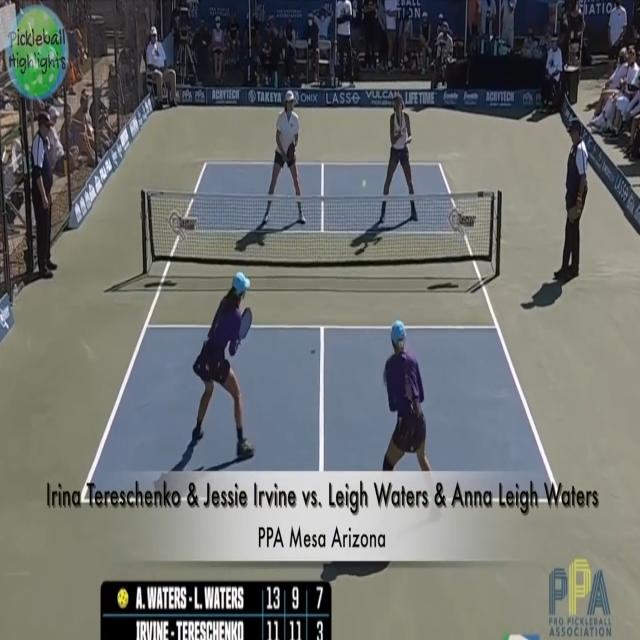 Pickleball
Highlights
ACRYTECH TAKEYA ONIX LASSO VULCAN LIFETIME
Irina Tereschenko & Jessie Irvine vs. Leigh Waters & Anna Leigh Waters
PPA Mesa Arizona
A. WATERS - L. WATERS 13 9 7
IRVINE - TERESCHENKO 11 11 3
PPA
PRO PICKLEBALL
ASSOCIATION